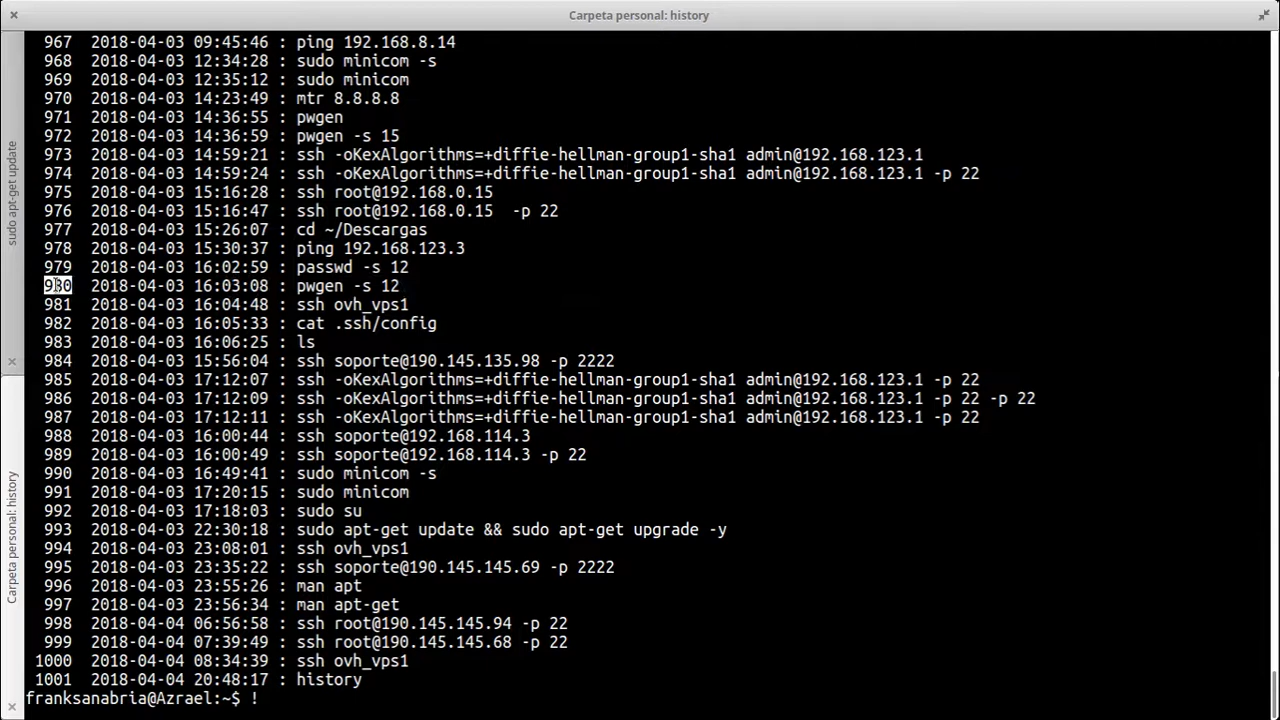 Carpeta personal: history
sudo apt-get update
Carpeta personal: history
967 2018-04-03 09:45:46 : ping 192.168.8.14
968 2018-04-03 12:34:28 : sudo minicom -s
969 2018-04-03 12:35:12 : sudo minicom
970 2018-04-03 14:23:49 : mtr 8.8.8.8
971 2018-04-03 14:36:55 : pwgen
972 2018-04-03 14:36:59 : pwgen -s 15
973 2018-04-03 14:59:21 : ssh -oKexAlgorithms=+diffie-hellman-group1-sha1 admin@192.168.123.1
974 2018-04-03 14:59:24 : ssh -oKexAlgorithms=+diffie-hellman-group1-sha1 admin@192.168.123.1 -p 22
975 2018-04-03 15:16:28 : ssh root@192.168.0.15
976 2018-04-03 15:16:47 : ssh root@192.168.0.15  -p 22
977 2018-04-03 15:26:07 : cd ~/Descargas
978 2018-04-03 15:30:37 : ping 192.168.123.3
979 2018-04-03 16:02:59 : passwd -s 12
980 2018-04-03 16:03:08 : pwgen -s 12
981 2018-04-03 16:04:48 : ssh ovh_vps1
982 2018-04-03 16:05:33 : cat .ssh/config
983 2018-04-03 16:06:25 : ls
984 2018-04-03 15:56:04 : ssh soporte@190.145.135.98 -p 2222
985 2018-04-03 17:12:07 : ssh -oKexAlgorithms=+diffie-hellman-group1-sha1 admin@192.168.123.1 -p 22
986 2018-04-03 17:12:09 : ssh -oKexAlgorithms=+diffie-hellman-group1-sha1 admin@192.168.123.1 -p 22 -p 22
987 2018-04-03 17:12:11 : ssh -oKexAlgorithms=+diffie-hellman-group1-sha1 admin@192.168.123.1 -p 22
988 2018-04-03 16:00:44 : ssh soporte@192.168.114.3
989 2018-04-03 16:00:49 : ssh soporte@192.168.114.3 -p 22
990 2018-04-03 16:49:41 : sudo minicom -s
991 2018-04-03 17:20:15 : sudo minicom
992 2018-04-03 17:18:03 : sudo su
993 2018-04-03 22:30:18 : sudo apt-get update && sudo apt-get upgrade -y
994 2018-04-03 23:08:01 : ssh ovh_vps1
995 2018-04-03 23:35:22 : ssh soporte@190.145.145.69 -p 2222
996 2018-04-03 23:55:26 : man apt
997 2018-04-03 23:56:34 : man apt-get
998 2018-04-04 06:56:58 : ssh root@190.145.145.94 -p 22
999 2018-04-04 07:39:49 : ssh root@190.145.145.68 -p 22
1000 2018-04-04 08:34:39 : ssh ovh_vps1
1001 2018-04-04 20:48:17 : history
franksanabria@Azrael:~$ !